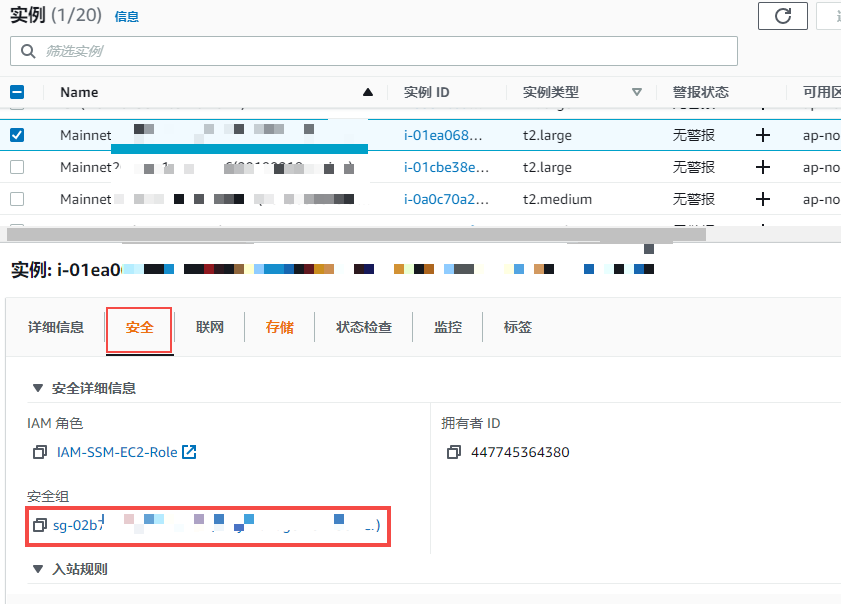 实例 (1/20) 信息
筛选实例
Name 实例 ID 实例类型 警报状态 可用区
Mainnet i-01ea068... t2.large 无警报 ap-no
Mainnet2 i-01cbe38e... t2.large 无警报 ap-no
Mainnet i-0a0c70a2... t2.medium 无警报 ap-no
实例: i-01ea0
详细信息 安全 联网 存储 状态检查 监控 标签
安全详细信息
IAM 角色 拥有者 ID
IAM-SSM-EC2-Role 447745364380
安全组
sg-02b7
入站规则